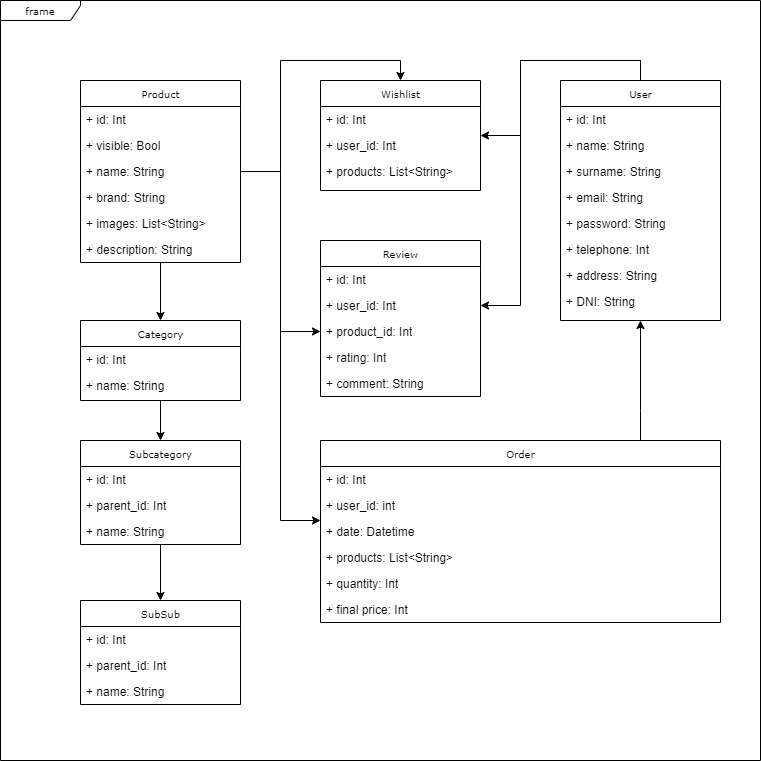 frame
Product
+ id: Int
+ visible: Bool
+ name: String
+ brand: String
+ images: List<String>
+ description: String
Category
+ id: Int
+ name: String
Subcategory
+ id: Int
+ parent_id: Int
+ name: String
SubSub
+ id: Int
+ parent_id: Int
+ name: String
Wishlist
+ id: Int
+ user_id: Int
+ products: List<String>
Review
+ id: Int
+ user_id: Int
+ product_id: Int
+ rating: Int
+ comment: String
User
+ id: Int
+ name: String
+ surname: String
+ email: String
+ password: String
+ telephone: Int
+ address: String
+ DNI: String
Order
+ id: Int
+ user_id: int
+ date: Datetime
+ products: List<String>
+ quantity: Int
+ final price: Int